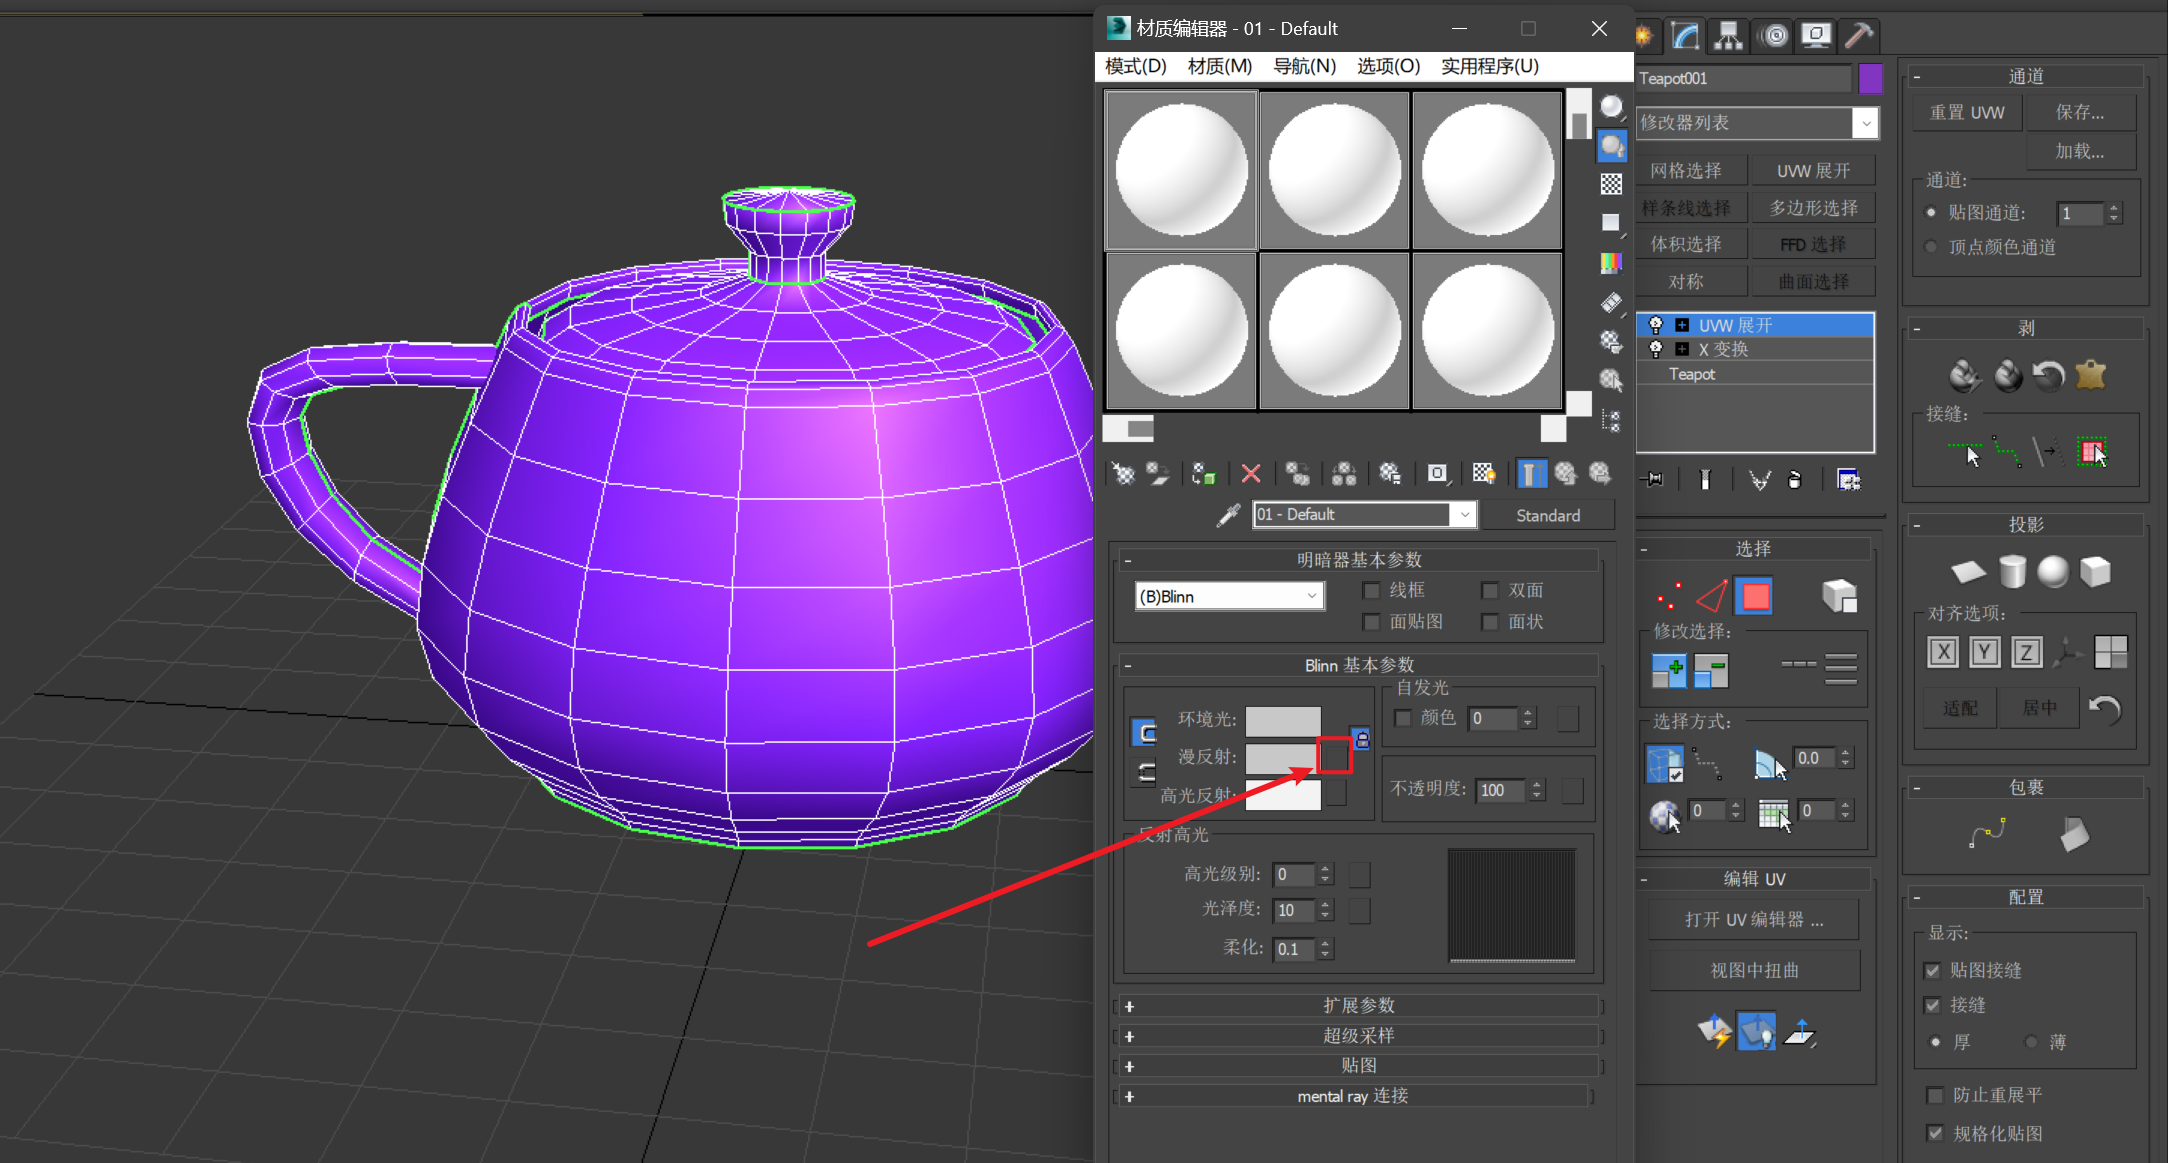 材质编辑器 - 01 - Default
模式(D) 材质(M) 导航(N) 选项(O) 实用程序(U)
01 - Default
Standard
明暗器基本参数
(B)Blinn
线框
双面
面贴图
面状
Blinn 基本参数
环境光:
漫反射:
高光反射:
自发光
颜色 0
不透明度: 100
反射高光
高光级别: 0
光泽度: 10
柔化: 0.1
扩展参数
超级采样
贴图
mental ray 连接
Teapot001
修改器列表
网格选择
UVW 展开
样条线选择
多边形选择
体积选择
FFD 选择
对称
曲面选择
UVW 展开
X 变换
Teapot
选择
修改选择:
选择方式:
0.0
0
0
编辑 UV
打开 UV 编辑器 ...
视图中扭曲
通道
重置 UVW
保存...
加载...
通道:
贴图通道: 1
顶点颜色通道
剥
接缝:
投影
对齐选项:
X Y Z
适配
居中
包裹
配置
显示:
贴图接缝
接缝
厚
薄
防止重展平
规格化贴图